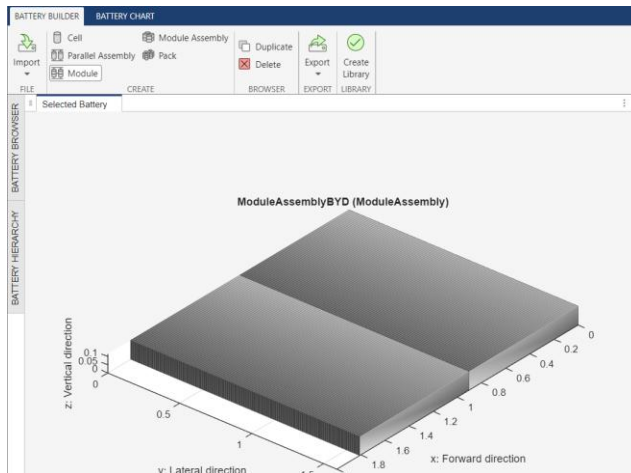 BATTERY BUILDER BATTERY CHART
Import
Cell
Parallel Assembly
Module
Module Assembly
Pack
Duplicate
Delete
Export
Create
Library
FILE CREATE BROWSER EXPORT LIBRARY
BATTERY BROWSER
BATTERY HIERARCHY
Selected Battery
ModuleAssemblyBYD (ModuleAssembly)
z: Vertical direction
0.1
0.05
0
0
0.5
1
y: Lateral direction
0
0.2
0.4
0.6
0.8
1
1.2
1.4
1.6
1.8
x: Forward direction